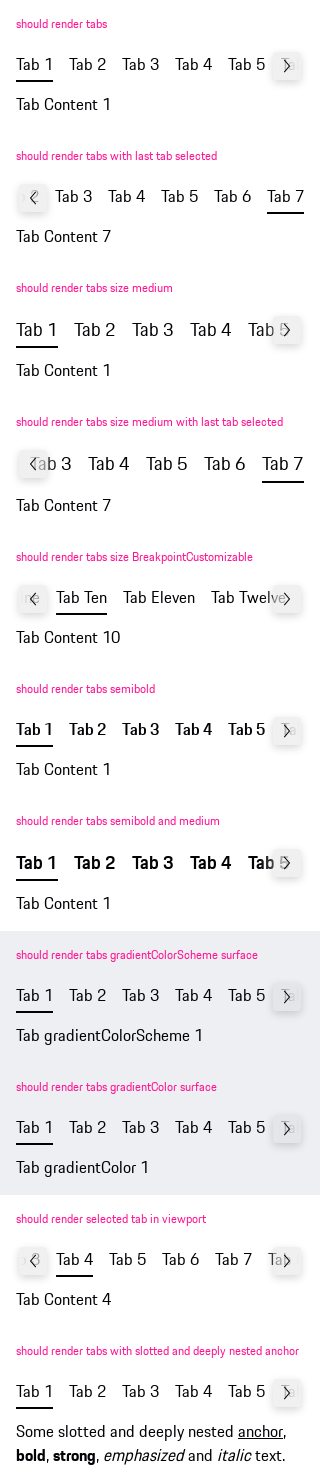 should render tabs
Tab 1 Tab 2 Tab 3 Tab 4 Tab 5
Tab Content 1
should render tabs with last tab selected
2 Tab 3 Tab 4 Tab 5 Tab 6 Tab 7
Tab Content 7
should render tabs size medium
Tab 1 Tab 2 Tab 3 Tab 4 Tab 5
Tab Content 1
should render tabs size medium with last tab selected
Tab 3 Tab 4 Tab 5 Tab 6 Tab 7
Tab Content 7
should render tabs size BreakpointCustomizable
ne Tab Ten Tab Eleven Tab Twelve
Tab Content 10
should render tabs semibold
Tab 1 Tab 2 Tab 3 Tab 4 Tab 5 Ta
Tab Content 1
should render tabs semibold and medium
Tab 1 Tab 2 Tab 3 Tab 4 Tab 5
Tab Content 1
should render tabs gradientColorScheme surface
Tab 1 Tab 2 Tab 3 Tab 4 Tab 5
Tab gradientColorScheme 1
should render tabs gradientColor surface
Tab 1 Tab 2 Tab 3 Tab 4 Tab 5
Tab gradientColor 1
should render selected tab in viewport
3 Tab 4 Tab 5 Tab 6 Tab 7 Tab
Tab Content 4
should render tabs with slotted and deeply nested anchor
Tab 1 Tab 2 Tab 3 Tab 4 Tab 5
Some slotted and deeply nested anchor,
bold, strong, emphasized and italic text.